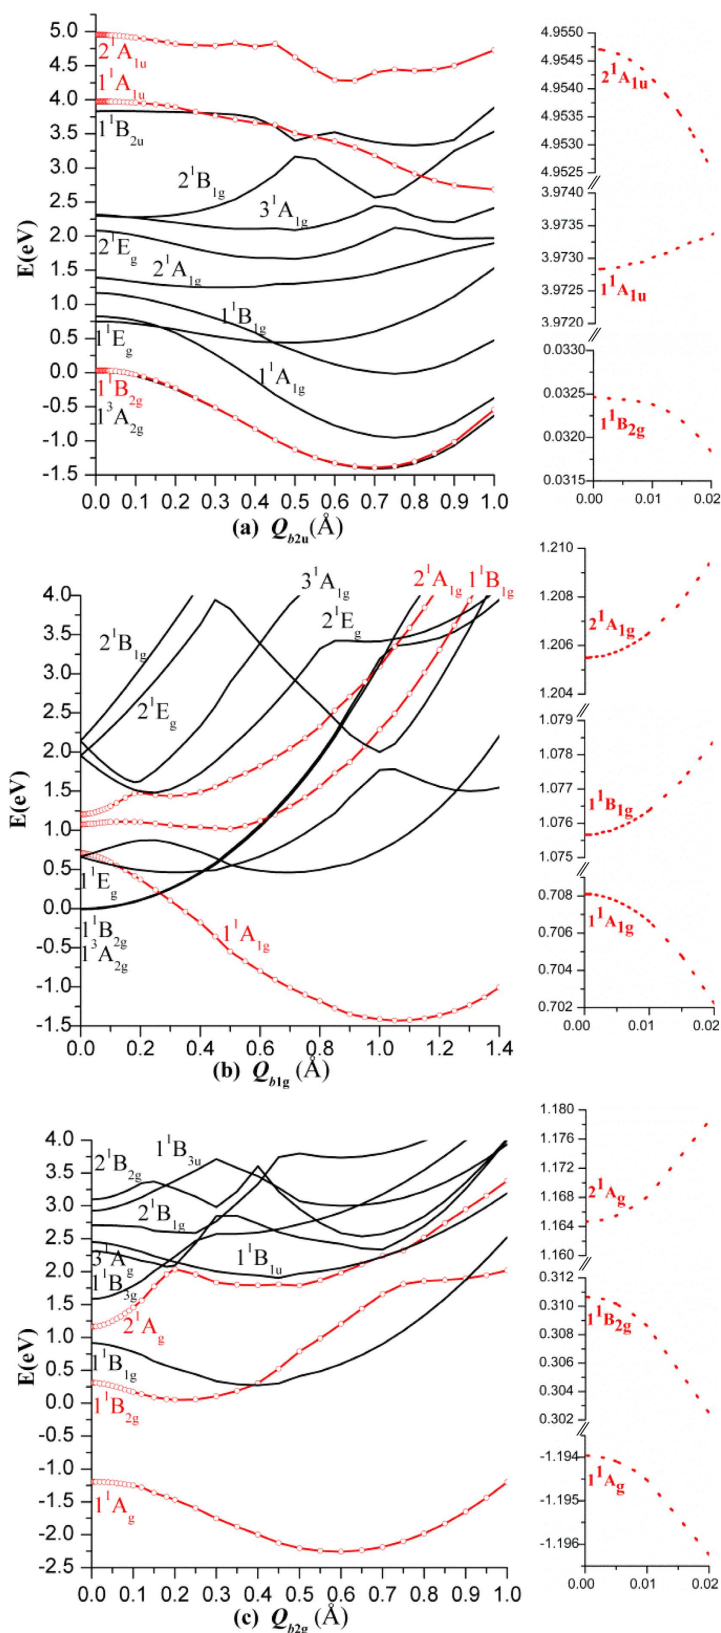 5.0
4.5
4.0
3.5
3.0
2.5
2.0
1.5
1.0
0.5
0.0
-0.5
-1.0
-1.5
E(eV)
2¹A₁ᵤ
1¹A₁ᵤ
1¹B₂ᵤ
2¹B₁g
3¹A₁g
2¹Eg
2¹A₁g
1¹B₁g
1¹Eg
1¹A₁g
1¹B₂g
1³A₂g
0.0 0.1 0.2 0.3 0.4 0.5 0.6 0.7 0.8 0.9 1.0
(a) Q_b2u (Å)
4.9550
4.9545
4.9540
4.9535
4.9530
4.9525
2¹A₁ᵤ
3.9740
3.9735
3.9730
3.9725
3.9720
1¹A₁ᵤ
0.0330
0.0325
0.0320
0.0315
1¹B₂g
0.00 0.01 0.02
4.0
3.5
3.0
2.5
2.0
1.5
1.0
0.5
0.0
-0.5
-1.0
-1.5
E(eV)
3¹A₁g
2¹A₁g
1¹B₁g
2¹B₁g
2¹Eg
2¹Eg
1¹Eg
1¹B₂g
1³A₂g
1¹A₁g
0.0 0.2 0.4 0.6 0.8 1.0 1.2 1.4
(b) Q_b1g (Å)
1.210
1.208
1.206
1.204
2¹A₁g
1.079
1.078
1.077
1.076
1.075
1¹B₁g
0.708
0.706
0.704
0.702
1¹A₁g
0.00 0.01 0.02
4.0
3.5
3.0
2.5
2.0
1.5
1.0
0.5
0.0
-0.5
-1.0
-1.5
-2.0
-2.5
E(eV)
1¹B₃ᵤ
2¹B₂g
2¹B₁g
3¹Ag
1¹B₁ᵤ
1¹B₃g
2¹Ag
1¹B₁g
1¹B₂g
1¹Ag
0.0 0.1 0.2 0.3 0.4 0.5 0.6 0.7 0.8 0.9 1.0
(c) Q_b2g (Å)
1.180
1.176
1.172
1.168
1.164
1.160
2¹Ag
0.312
0.310
0.308
0.306
0.304
0.302
1¹B₂g
-1.194
-1.195
-1.196
1¹Ag
0.00 0.01 0.02